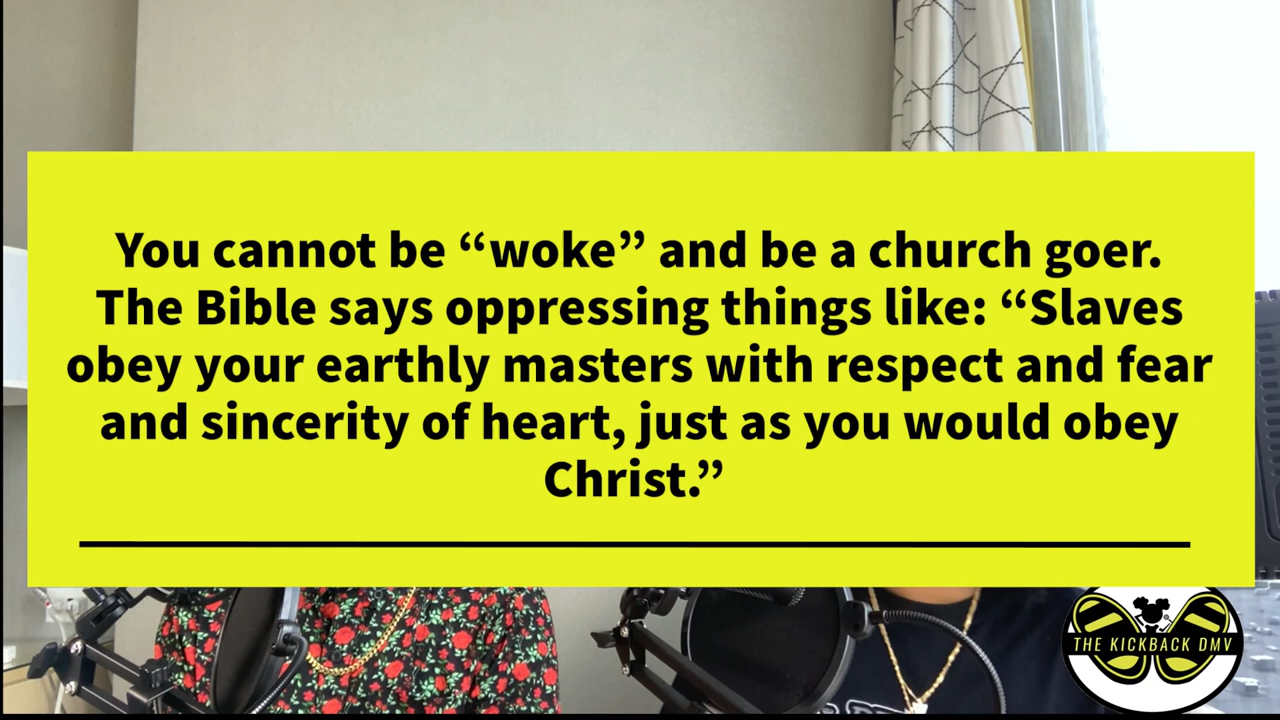 You cannot be “woke” and be a church goer.
The Bible says oppressing things like: “Slaves
obey your earthly masters with respect and fear
and sincerity of heart, just as you would obey
Christ.”
THE KICKBACK DMV